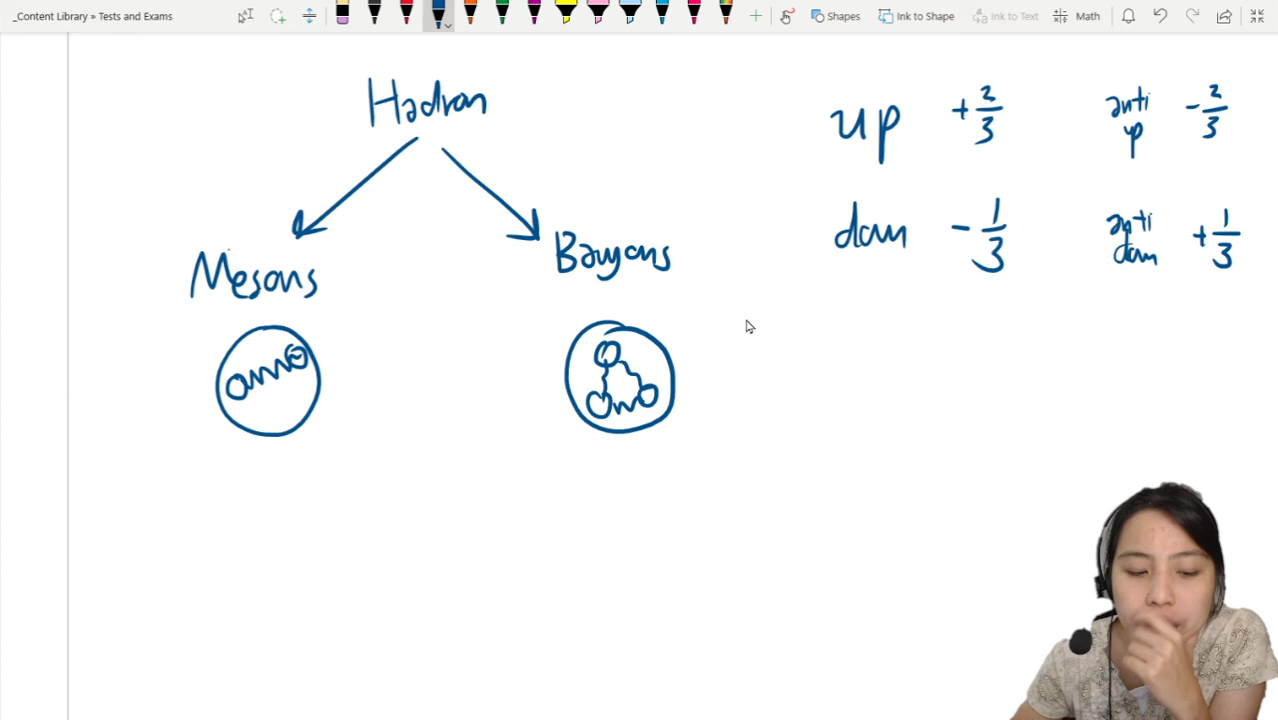 _Content Library » Tests and Exams
Shapes
Ink to Shape
Ink to Text
Math
Hadron
Mesons
Baryons
up +2/3
anti up -2/3
down -1/3
anti down +1/3